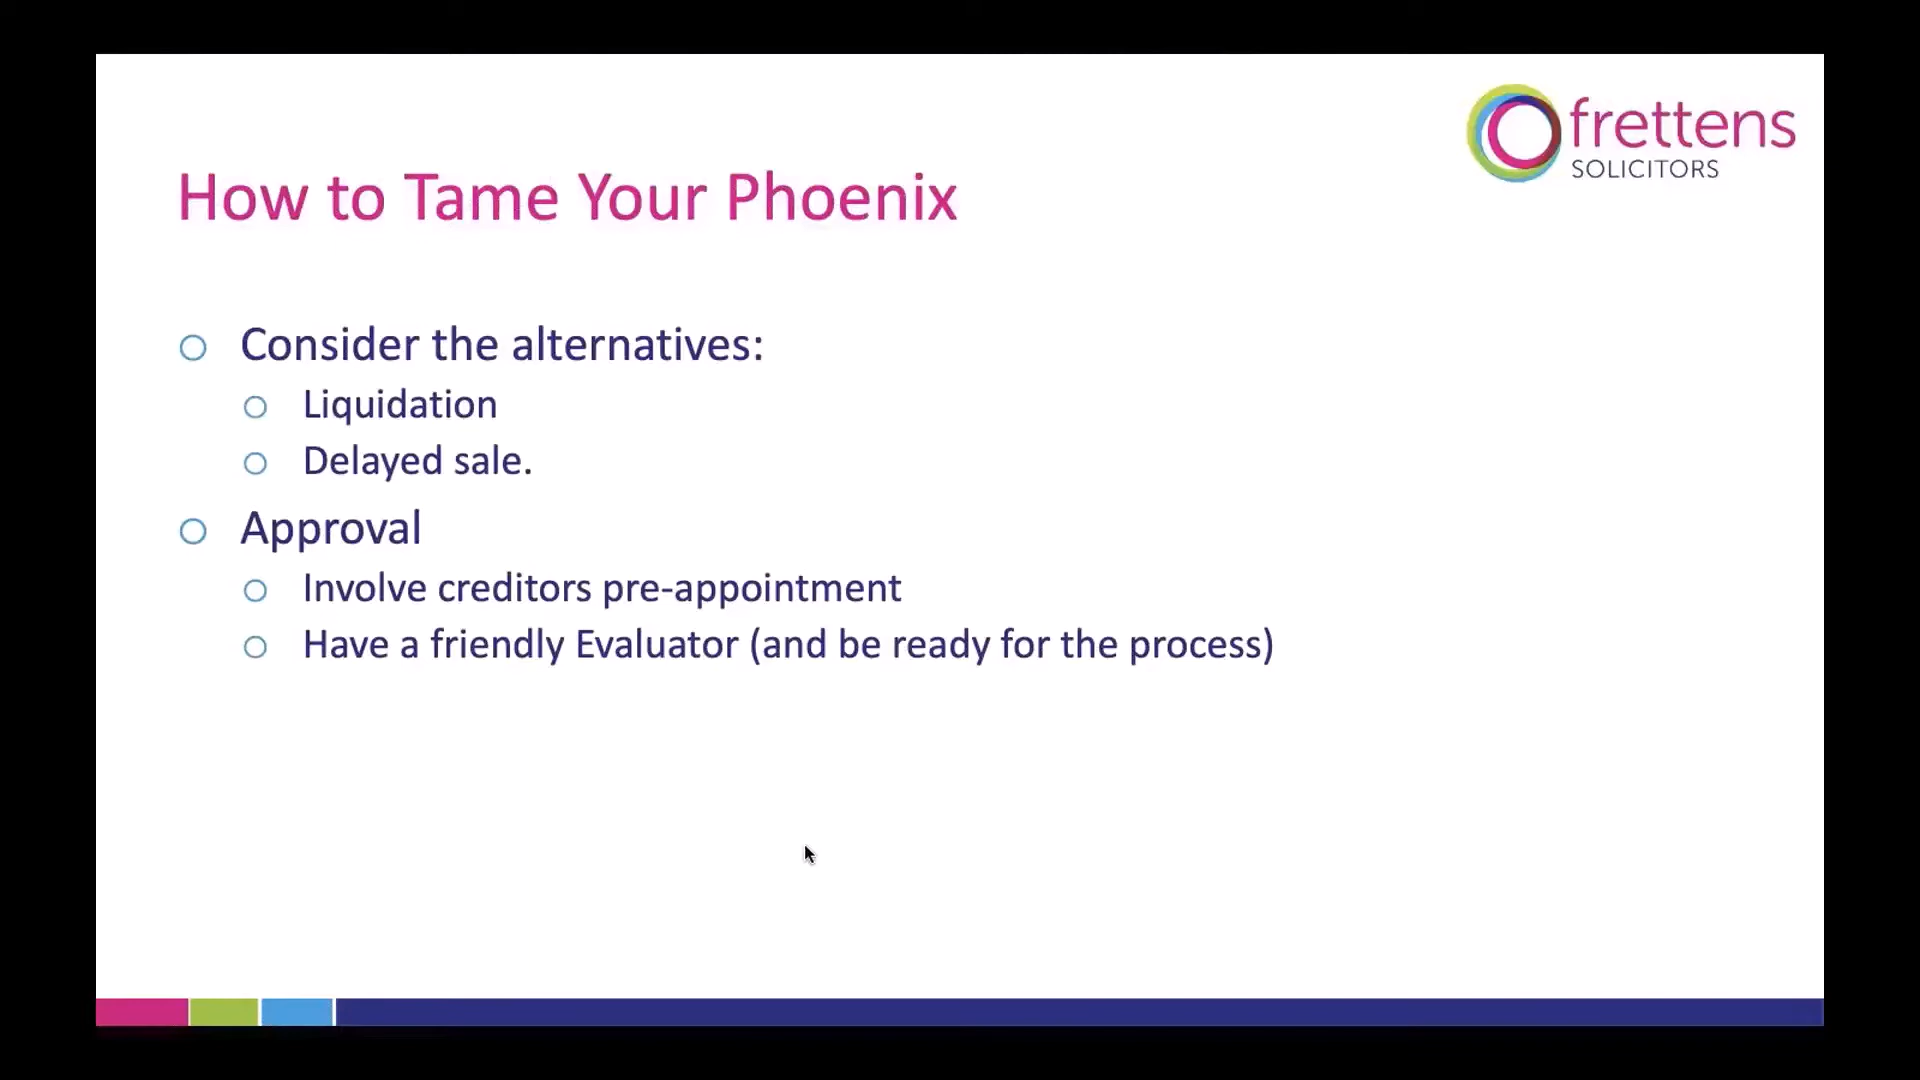 frettens
SOLICITORS
How to Tame Your Phoenix
Consider the alternatives:
Liquidation
Delayed sale.
Approval
Involve creditors pre-appointment
Have a friendly Evaluator (and be ready for the process)